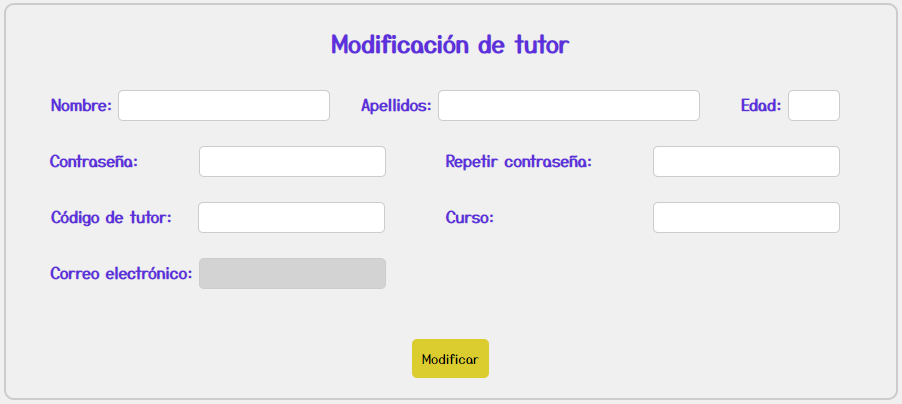 Modificación de tutor
Nombre: Apellidos: Edad:
Contraseña: Repetir contraseña:
Código de tutor: Curso:
Correo electrónico:
Modificar